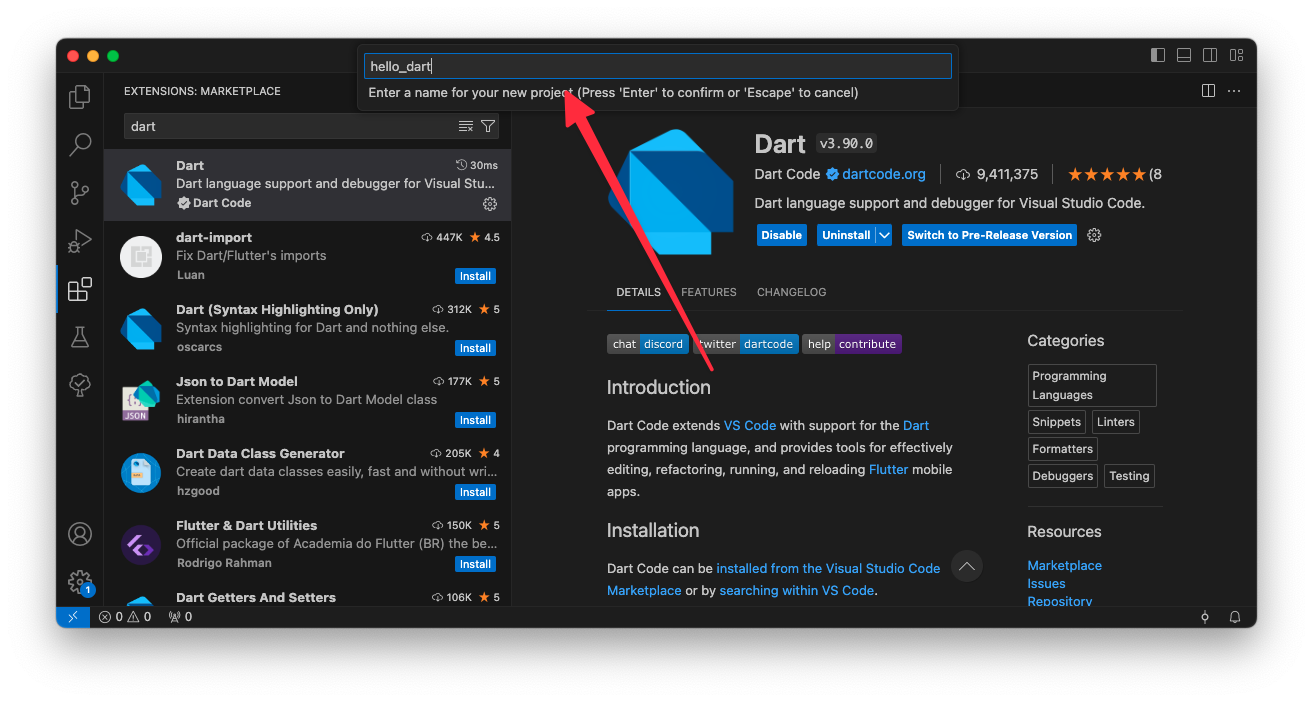 hello_dart
Enter a name for your new project (Press 'Enter' to confirm or 'Escape' to cancel)
EXTENSIONS: MARKETPLACE
dart
Dart 30ms
Dart language support and debugger for Visual Stu...
Dart Code
dart-import 447K 4.5
Fix Dart/Flutter's imports
Luan
Install
Dart (Syntax Highlighting Only) 312K 5
Syntax highlighting for Dart and nothing else.
oscarcs
Install
Json to Dart Model 177K 5
Extension convert Json to Dart Model class
hirantha
Install
JSON
Dart Data Class Generator 205K 4
Create dart data classes easily, fast and without wri...
hzgood
Install
Flutter & Dart Utilities 150K 5
Official package of Academia do Flutter (BR) the be...
Rodrigo Rahman
Install
Dart Getters And Setters 106K 5
1
0 0 0
Dart v3.90.0
Dart Code dartcode.org 9,411,375 (8
Dart language support and debugger for Visual Studio Code.
Disable Uninstall Switch to Pre-Release Version
DETAILS FEATURES CHANGELOG
chat discord twitter dartcode help contribute
Introduction
Dart Code extends VS Code with support for the Dart
programming language, and provides tools for effectively
editing, refactoring, running, and reloading Flutter mobile
apps.
Installation
Dart Code can be installed from the Visual Studio Code
Marketplace or by searching within VS Code.
Categories
Programming
Languages
Snippets Linters
Formatters
Debuggers Testing
Resources
Marketplace
Issues
Repository